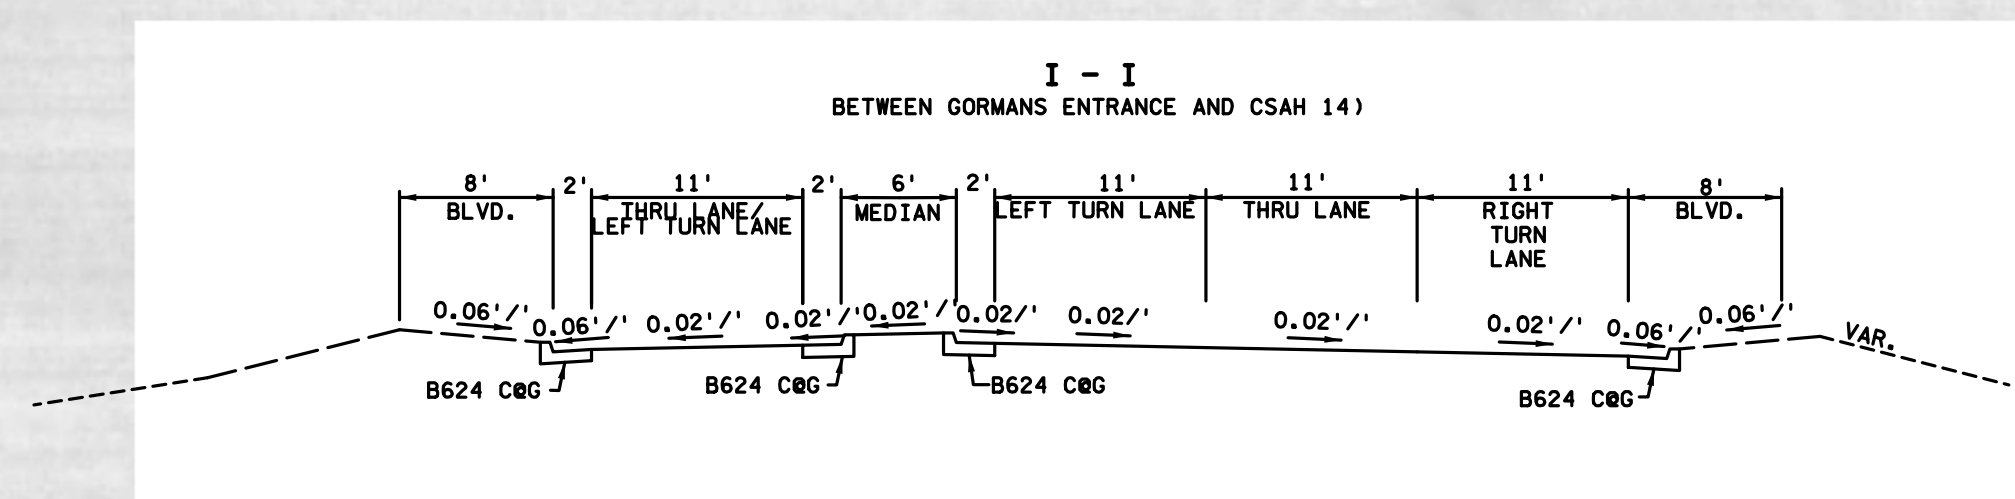 I - I
BETWEEN GORMANS ENTRANCE AND CSAH 14)
8' 2' 11' 2' 6' 2' 11' 11' 11' 8'
BLVD. THRU LANE/ MEDIAN LEFT TURN LANE THRU LANE RIGHT BLVD.
LEFT TURN LANE TURN
LANE
0.06'/' 0.06'/' 0.02'/' 0.02'/' 0.02'/' 0.02/' 0.02/' 0.02'/' 0.02'/' 0.06'/' 0.06'/' VAR.
B624 C@G B624 C@G B624 C@G B624 C@G